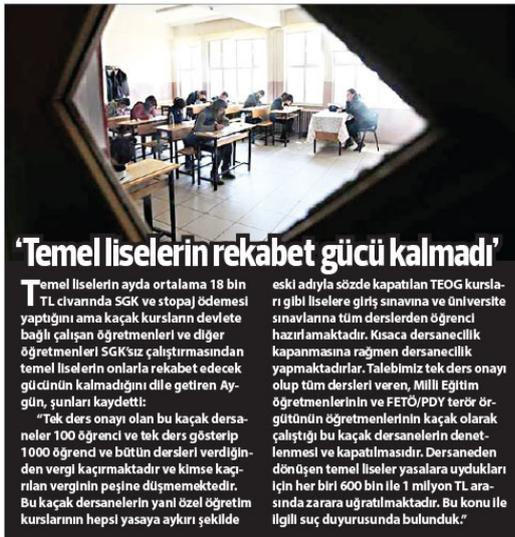 ‘Temel liselerin rekabet gücü kalmadı’
Temel liselerin ayda ortalama 18 bin
TL civarında SGK ve stopaj ödemesi
yaptığını ama kaçak kursların devlete
bağlı çalışan öğretmenleri ve diğer
öğretmenleri SGK’sız çalıştırmasından
temel liselerin onlarla rekabet edecek
gücünün kalmadığını dile getiren Ay-
gün, şunları kaydetti:
“Tek ders onayı olan bu kaçak dersa-
neler 100 öğrenci ve tek ders gösterip
1000 öğrenci ve bütün dersleri verdiğin-
den vergi kaçırmaktadır ve kimse kaçı-
rılan verginin peşine düşmemektedir.
Bu kaçak dersanelerin yani özel öğretim
kurslarının hepsi yasaya aykırı şekilde
eski adıyla sözde kapatılan TEOG kursla-
rı gibi liselere giriş sınavına ve üniversite
sınavlarına tüm derslerden öğrenci
hazırlamaktadır. Kısaca dersanecilik
kapanmasına rağmen dersanecilik
yapmaktadırlar. Talebimiz tek ders onayı
olup tüm dersleri veren, Milli Eğitim
öğretmenlerinin ve FETÖ/PDY terör ör-
gütünün öğretmenlerinin kaçak olarak
çalıştığı bu kaçak dersanelerin denet-
lenmesi ve kapatılmasıdır. Dersaneden
dönüşen temel liseler yasalara uydukları
için her biri 600 bin ile 1 milyon TL ara-
sında zarara uğratılmaktadır. Bu konu ile
ilgili suç duyurusunda bulunduk.”